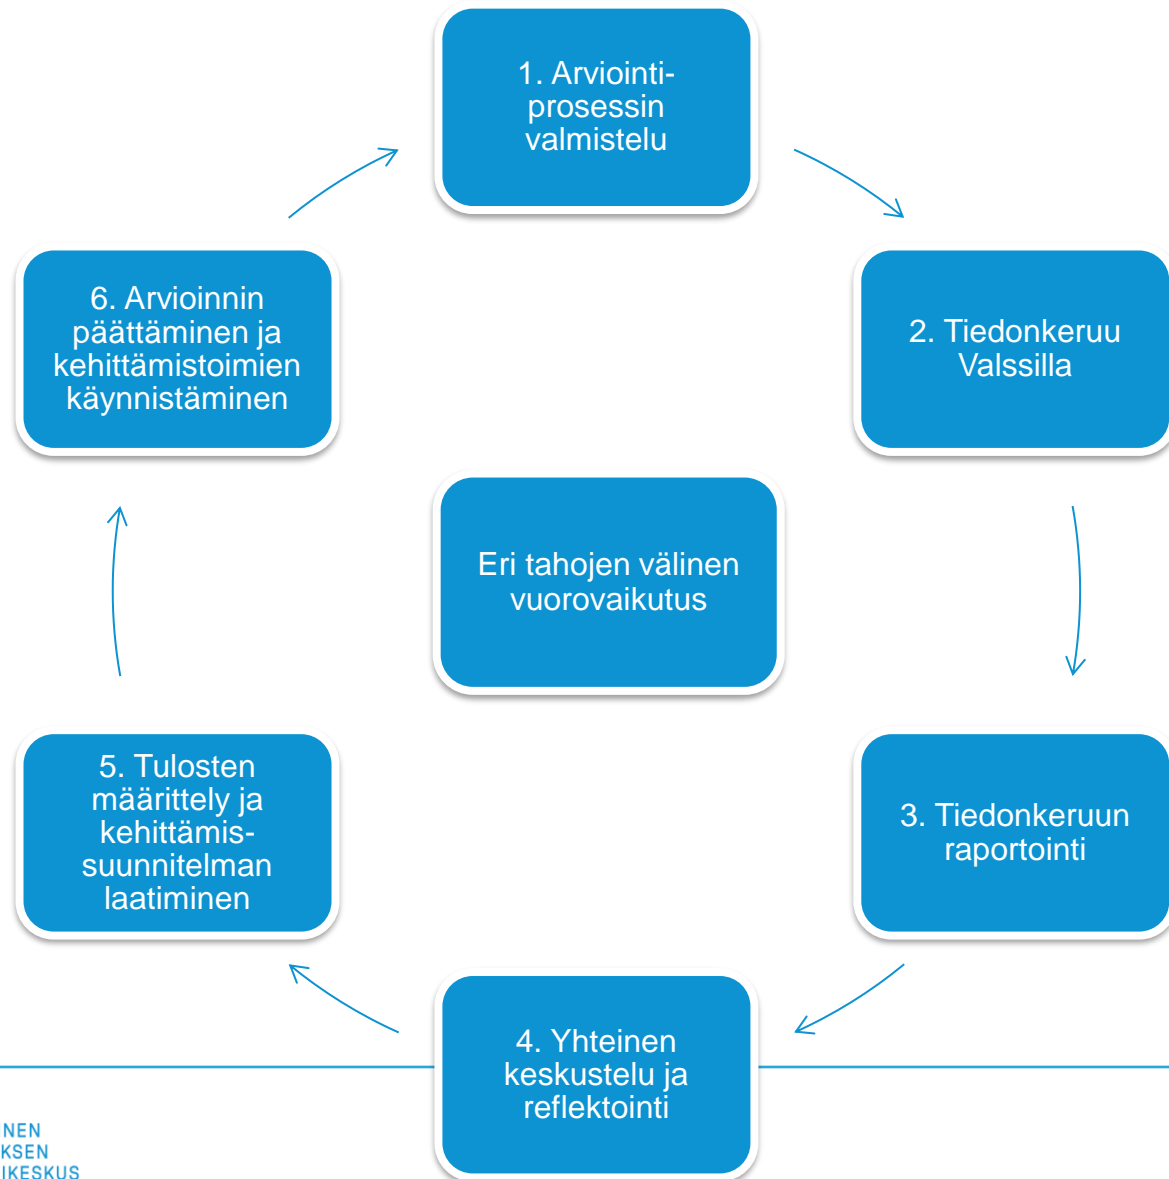 1. Arviointi-
prosessin
valmistelu
2. Tiedonkeruu
Valssilla
3. Tiedonkeruun
raportointi
4. Yhteinen
keskustelu ja
reflektointi
5. Tulosten
määrittely ja
kehittämis-
suunnitelman
laatiminen
6. Arvioinnin
päättäminen ja
kehittämistoimien
käynnistäminen
Eri tahojen välinen
vuorovaikutus
NEN
KSEN
IKESKUS